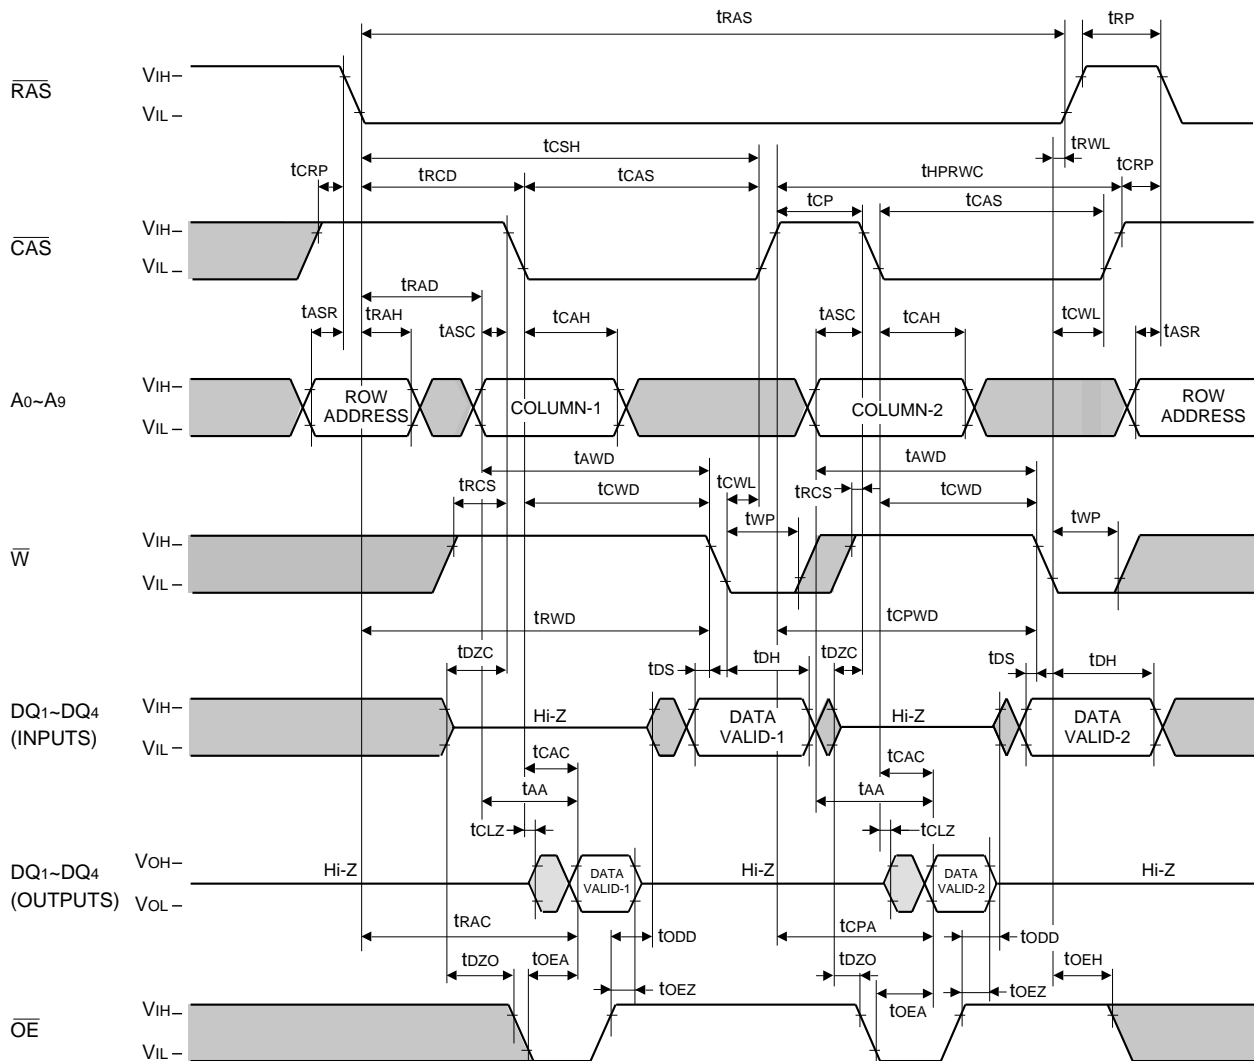 tRAS
tRP
RAS
VIH–
VIL–
tRWL
tCSH
tCRP
tRCD
tCAS
tHPRWC
tCRP
tCP
tCAS
CAS
VIH–
VIL–
tRAD
tASR
tRAH
tASC
tCAH
tASC
tCAH
tCWL
tASR
A0~A9
VIH–
VIL–
ROW
ADDRESS
COLUMN-1
COLUMN-2
ROW
ADDRESS
tAWD
tAWD
tRCS
tCWD
tCWL
tRCS
tCWD
tWP
tWP
W
VIH–
VIL–
tRWD
tCPWD
tDZC
tDS
tDH
tDZC
tDS
tDH
DQ1~DQ4
(INPUTS)
VIH–
VIL–
Hi-Z
DATA
VALID-1
Hi-Z
DATA
VALID-2
tCAC
tCAC
tAA
tAA
tCLZ
tCLZ
DQ1~DQ4
(OUTPUTS)
VOH–
VOL–
Hi-Z
DATA
VALID-1
Hi-Z
DATA
VALID-2
Hi-Z
tRAC
tODD
tCPA
tODD
tDZO
tOEA
tOEZ
tDZO
tOEA
tOEZ
tOEH
OE
VIH–
VIL–